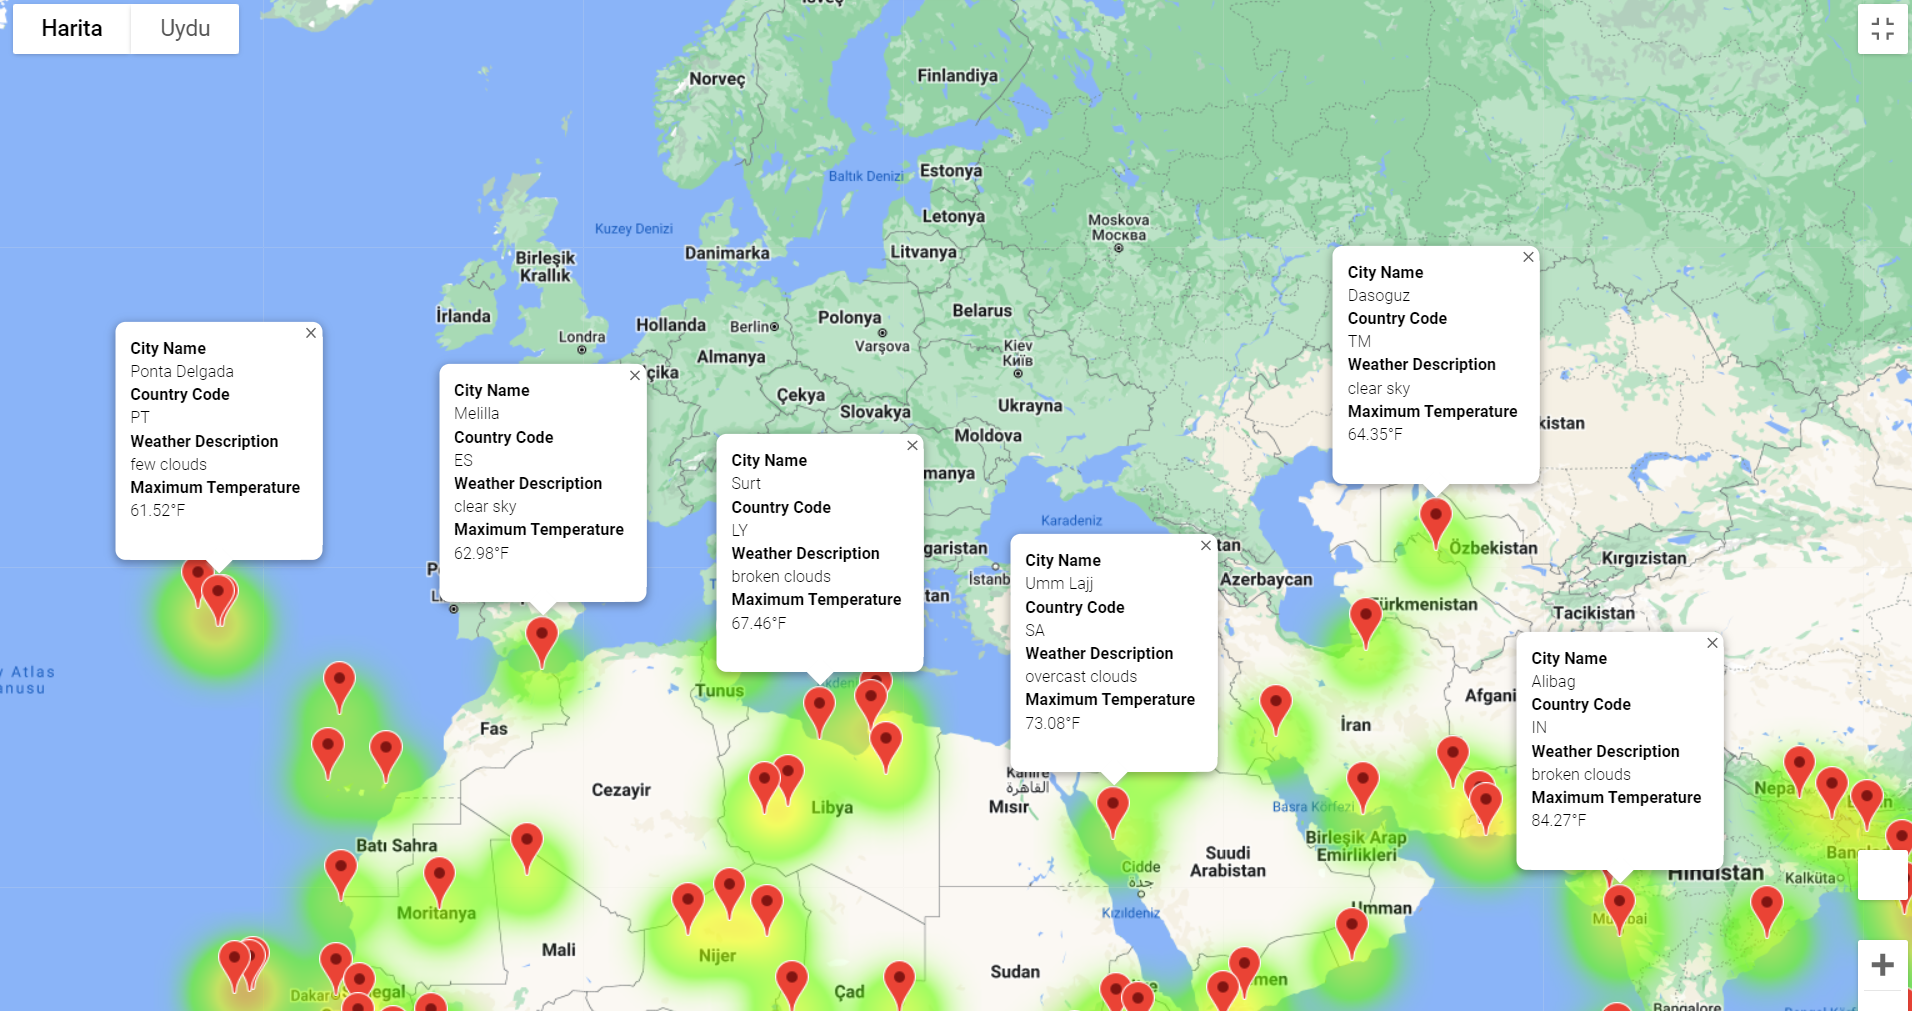 Harita
Uydu
Norveç
Finlandiya
Estonya
Baltık Denizi
Letonya
Moskova
Москва
Kuzey Denizi
Danimarka
Litvanya
Birleşik
Krallık
İrlanda
Londra
Hollanda
Berlin
Polonya
Varşova
Belarus
Almanya
Kiev
Київ
Çekya
Slovakya
Ukrayna
Moldova
City Name
Ponta Delgada
Country Code
PT
Weather Description
few clouds
Maximum Temperature
61.52°F
City Name
Melilla
Country Code
ES
Weather Description
clear sky
Maximum Temperature
62.98°F
City Name
Surt
Country Code
LY
Weather Description
broken clouds
Maximum Temperature
67.46°F
City Name
Umm Lajj
Country Code
SA
Weather Description
overcast clouds
Maximum Temperature
73.08°F
City Name
Dasoguz
Country Code
TM
Weather Description
clear sky
Maximum Temperature
64.35°F
City Name
Alibag
Country Code
IN
Weather Description
broken clouds
Maximum Temperature
84.27°F
Karadeniz
Azerbaycan
Özbekistan
Kırgızistan
Türkmenistan
Tacikistan
Atlas
Tunus
Fas
İran
Cezayir
Libya
Mısır
القاهرة
Basra Körfezi
Birleşik Arap
Emirlikleri
Batı Sahra
Suudi
Arabistan
Cidde
جدة
Kızıldeniz
Umman
Moritanya
Mali
Nijer
Çad
Sudan
Hindistan
Kalküta
Mumbai
Bangalore